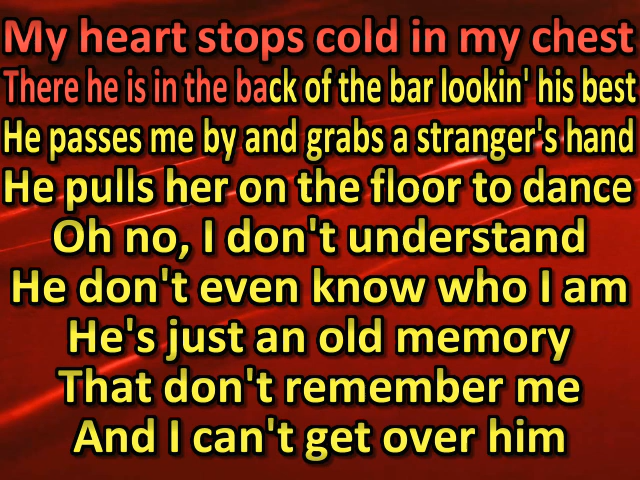 My heart stops cold in my chest
There he is in the back of the bar lookin' his best
He passes me by and grabs a stranger's hand
He pulls her on the floor to dance
Oh no, I don't understand
He don't even know who I am
He's just an old memory
That don't remember me
And I can't get over him